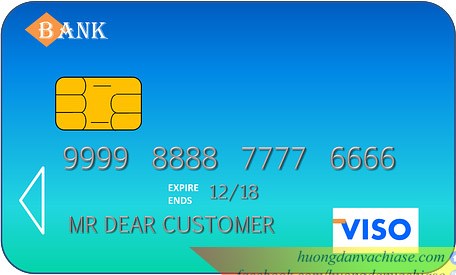 BANK
9999 8888 7777 6666
EXPIRE
ENDS 12/18
MR DEAR CUSTOMER
VISO
huongdanvachiase.com